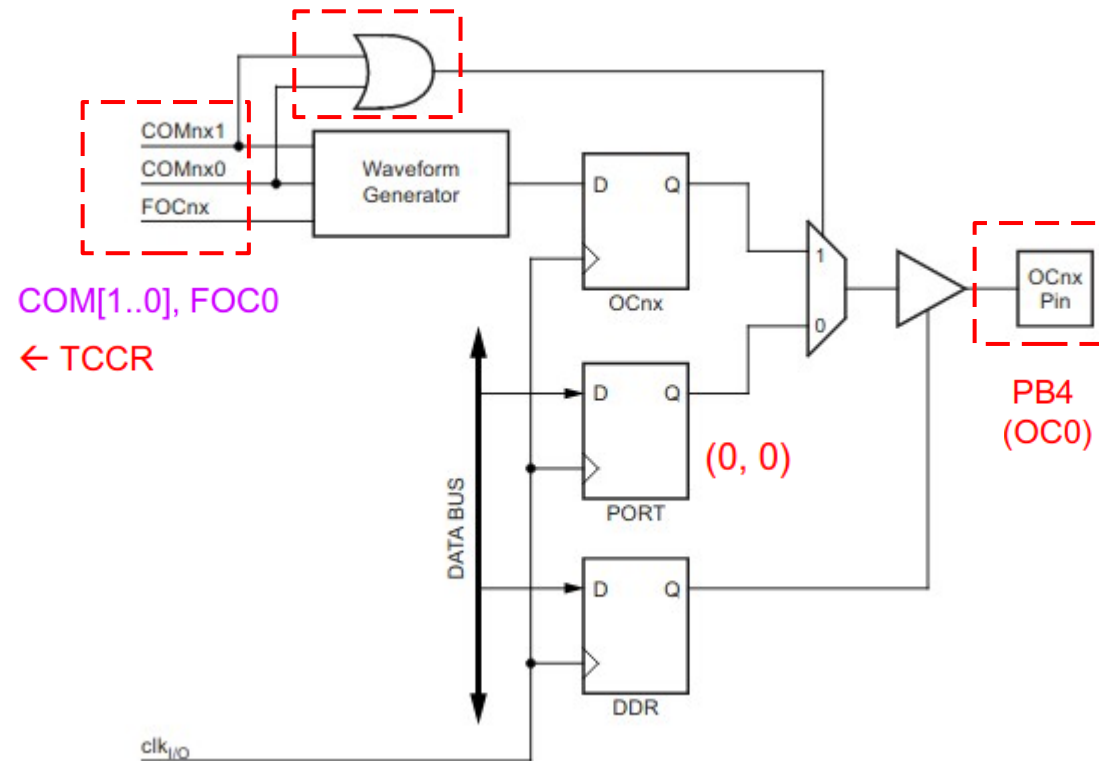 COMnx1
COMnx0
FOCnx
Waveform
Generator
D Q
OCnx
1
0
OCnx
Pin
COM[1..0], FOC0
← TCCR
PB4
(OC0)
D Q
(0, 0)
PORT
DATA BUS
D Q
DDR
clkI/O